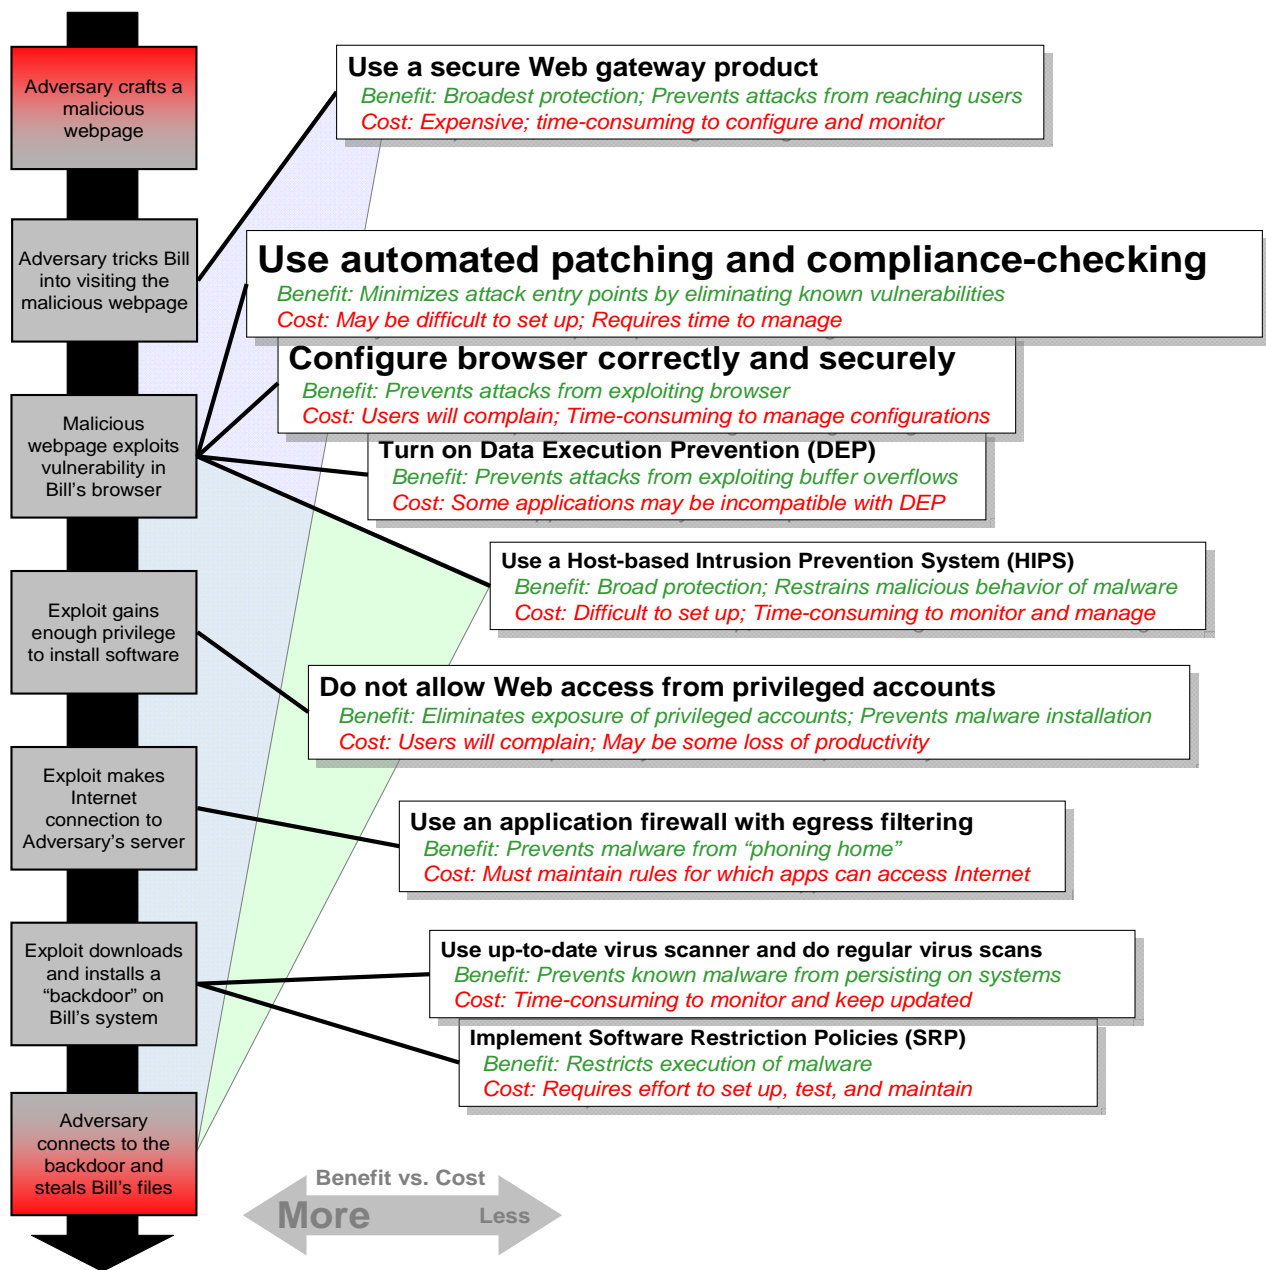 Adversary crafts a
malicious
webpage
Use a secure Web gateway product
Benefit: Broadest protection; Prevents attacks from reaching users
Cost: Expensive; time-consuming to configure and monitor
Adversary tricks Bill
into visiting the
malicious webpage
Use automated patching and compliance-checking
Benefit: Minimizes attack entry points by eliminating known vulnerabilities
Cost: May be difficult to set up; Requires time to manage
Configure browser correctly and securely
Benefit: Prevents attacks from exploiting browser
Cost: Users will complain; Time-consuming to manage configurations
Malicious
webpage exploits
vulnerability in
Bill's browser
Turn on Data Execution Prevention (DEP)
Benefit: Prevents attacks from exploiting buffer overflows
Cost: Some applications may be incompatible with DEP
Use a Host-based Intrusion Prevention System (HIPS)
Benefit: Broad protection; Restrains malicious behavior of malware
Cost: Difficult to set up; Time-consuming to monitor and manage
Exploit gains
enough privilege
to install software
Do not allow Web access from privileged accounts
Benefit: Eliminates exposure of privileged accounts; Prevents malware installation
Cost: Users will complain; May be some loss of productivity
Exploit makes
Internet
connection to
Adversary's server
Use an application firewall with egress filtering
Benefit: Prevents malware from “phoning home”
Cost: Must maintain rules for which apps can access Internet
Exploit downloads
and installs a
“backdoor” on
Bill's system
Use up-to-date virus scanner and do regular virus scans
Benefit: Prevents known malware from persisting on systems
Cost: Time-consuming to monitor and keep updated
Implement Software Restriction Policies (SRP)
Benefit: Restricts execution of malware
Cost: Requires effort to set up, test, and maintain
Adversary
connects to the
backdoor and
steals Bill's files
Benefit vs. Cost
More Less